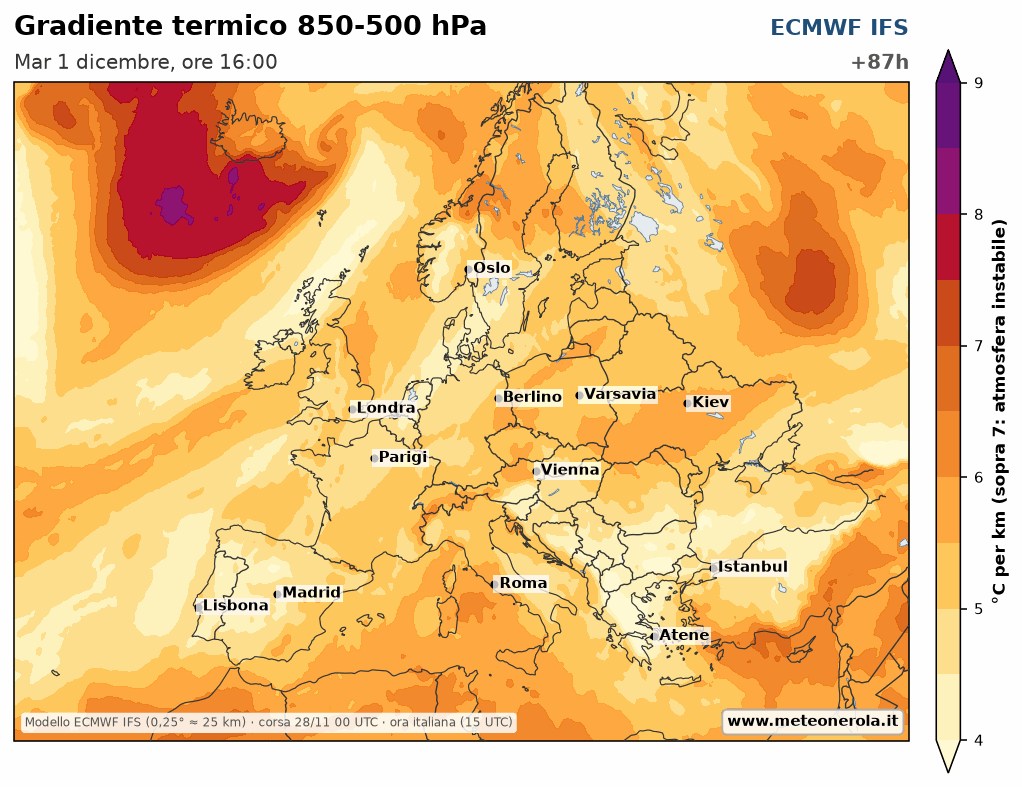 Gradiente termico 850-500 hPa
ECMWF IFS
Mar 1 dicembre, ore 16:00
+87h
Oslo
Londra
Berlino
Varsavia
Kiev
Parigi
Vienna
Istanbul
Roma
Madrid
Lisbona
Atene
Modello ECMWF IFS (0,25° ≈ 25 km) · corsa 28/11 00 UTC · ora italiana (15 UTC)
www.meteonerola.it
9
8
7
6
5
4
°C per km (sopra 7: atmosfera instabile)